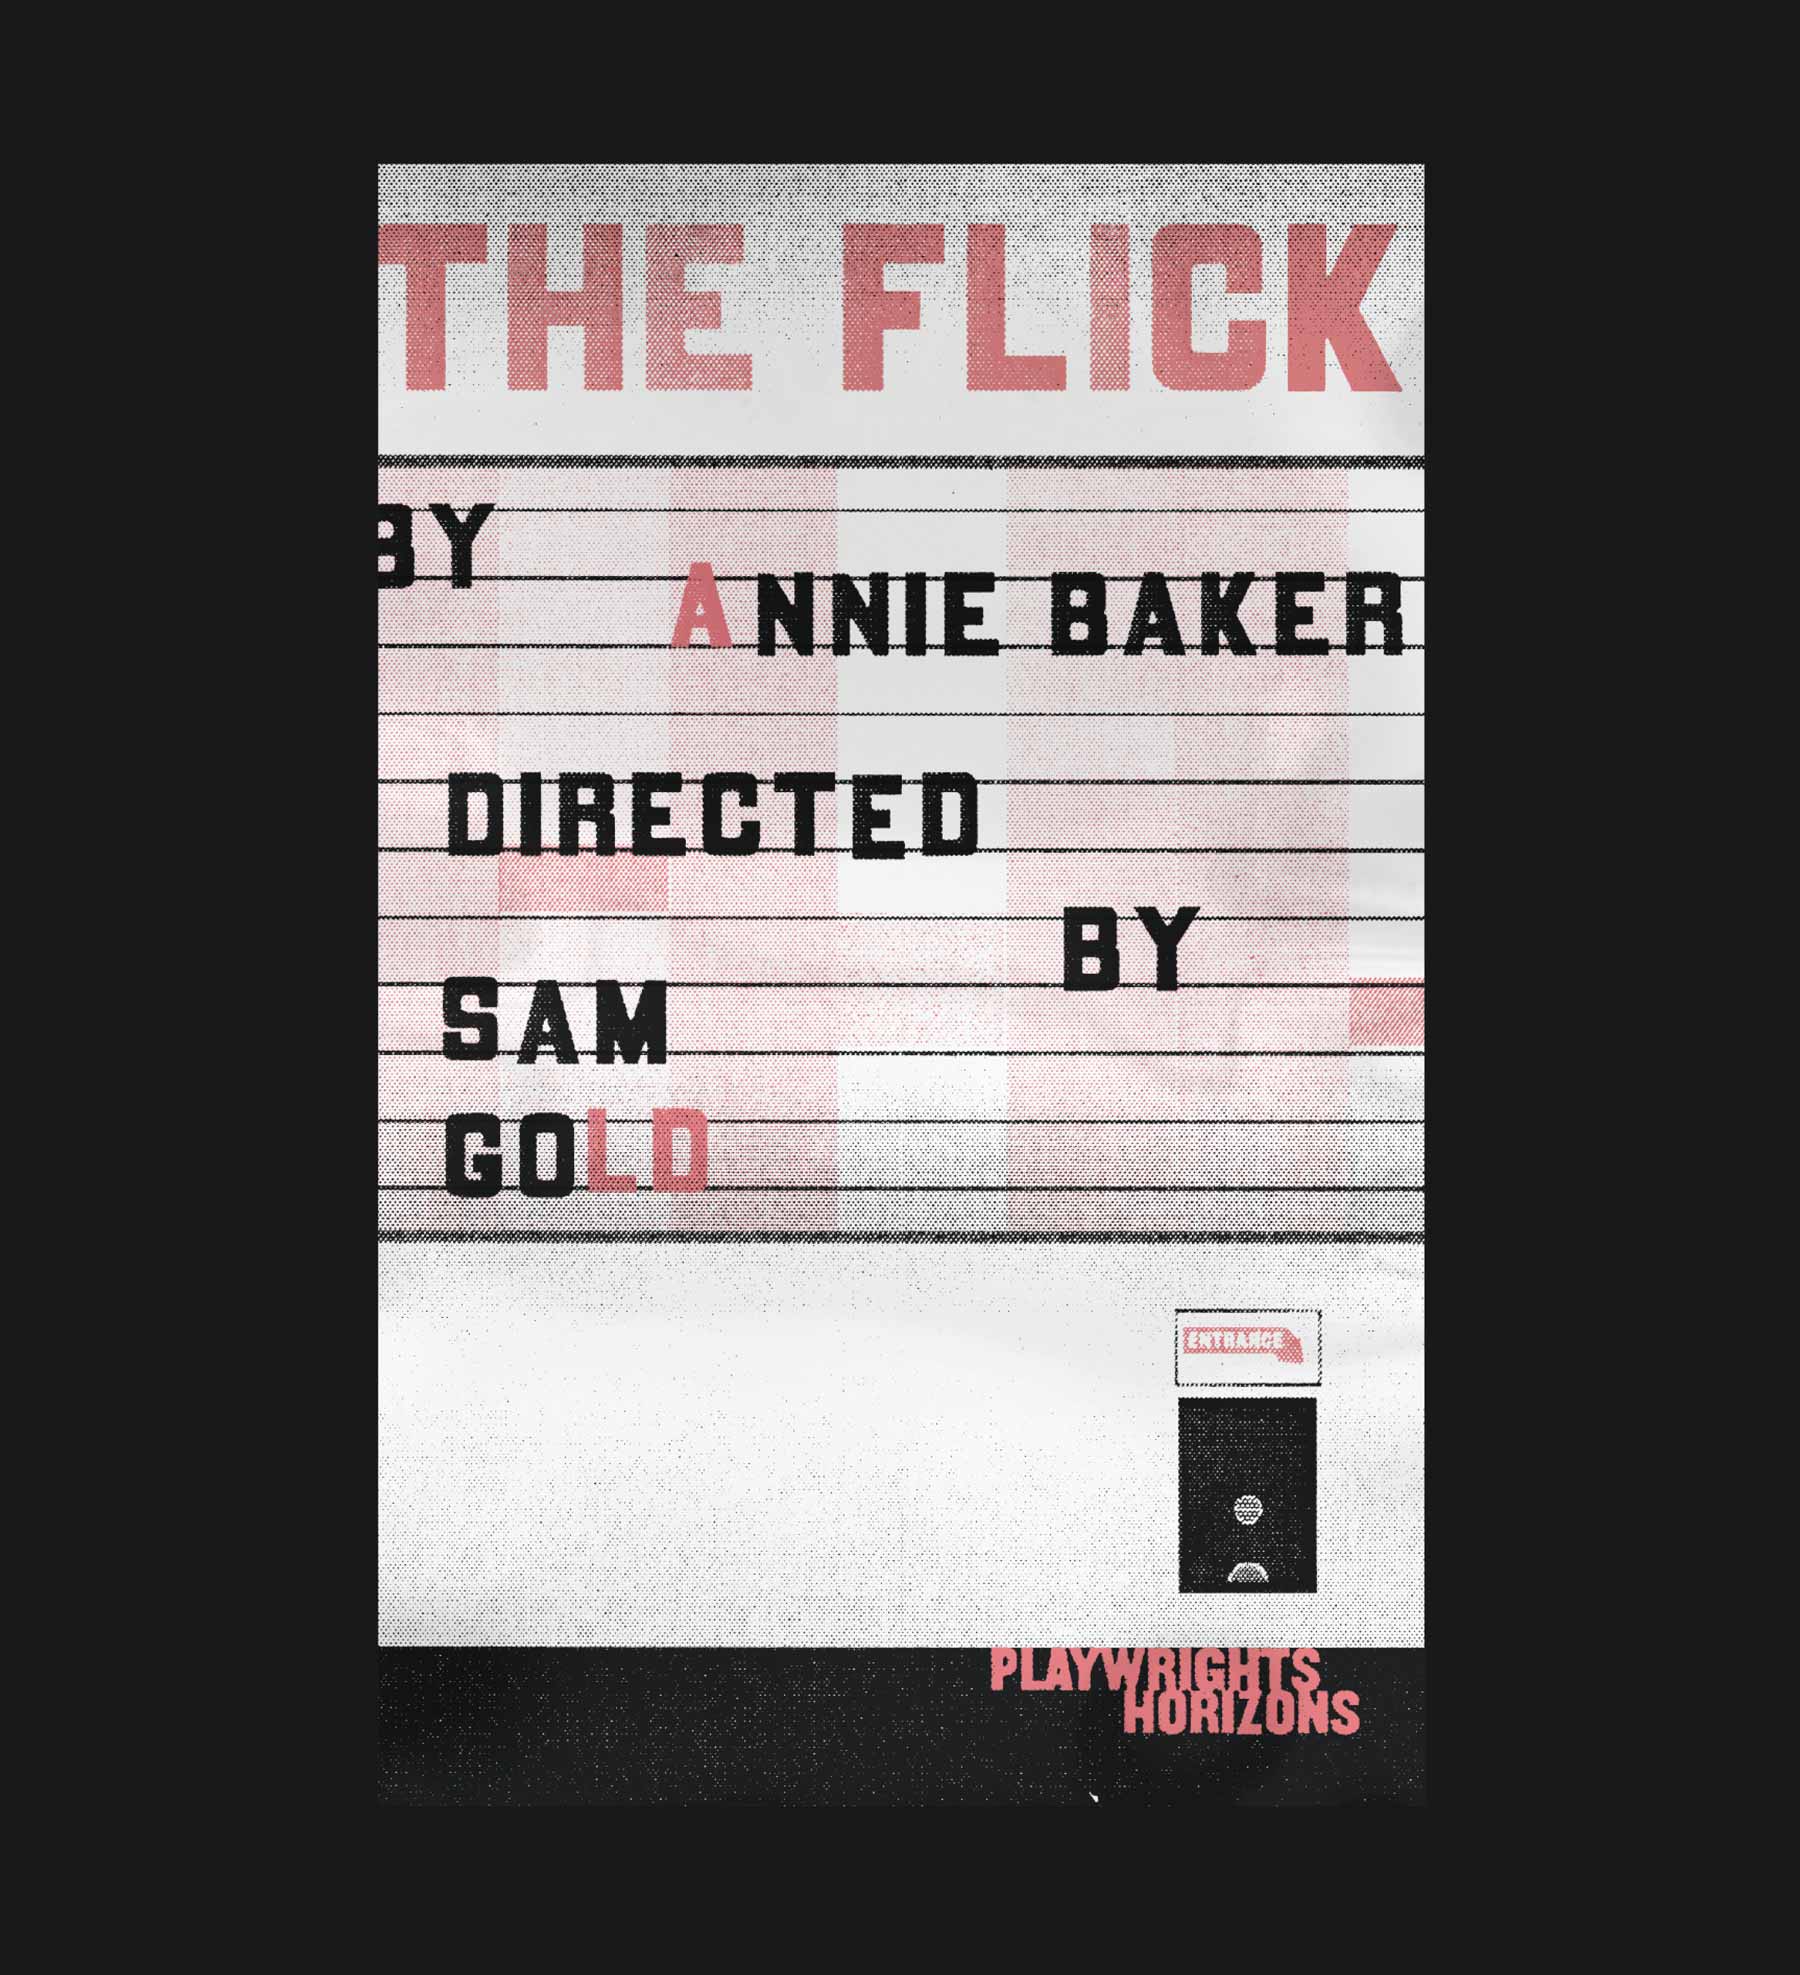 THE FLICK
BY
ANNIE BAKER
DIRECTED
BY
SAM
GOLD
ENTRANCE
PLAYWRIGHTS
HORIZONS